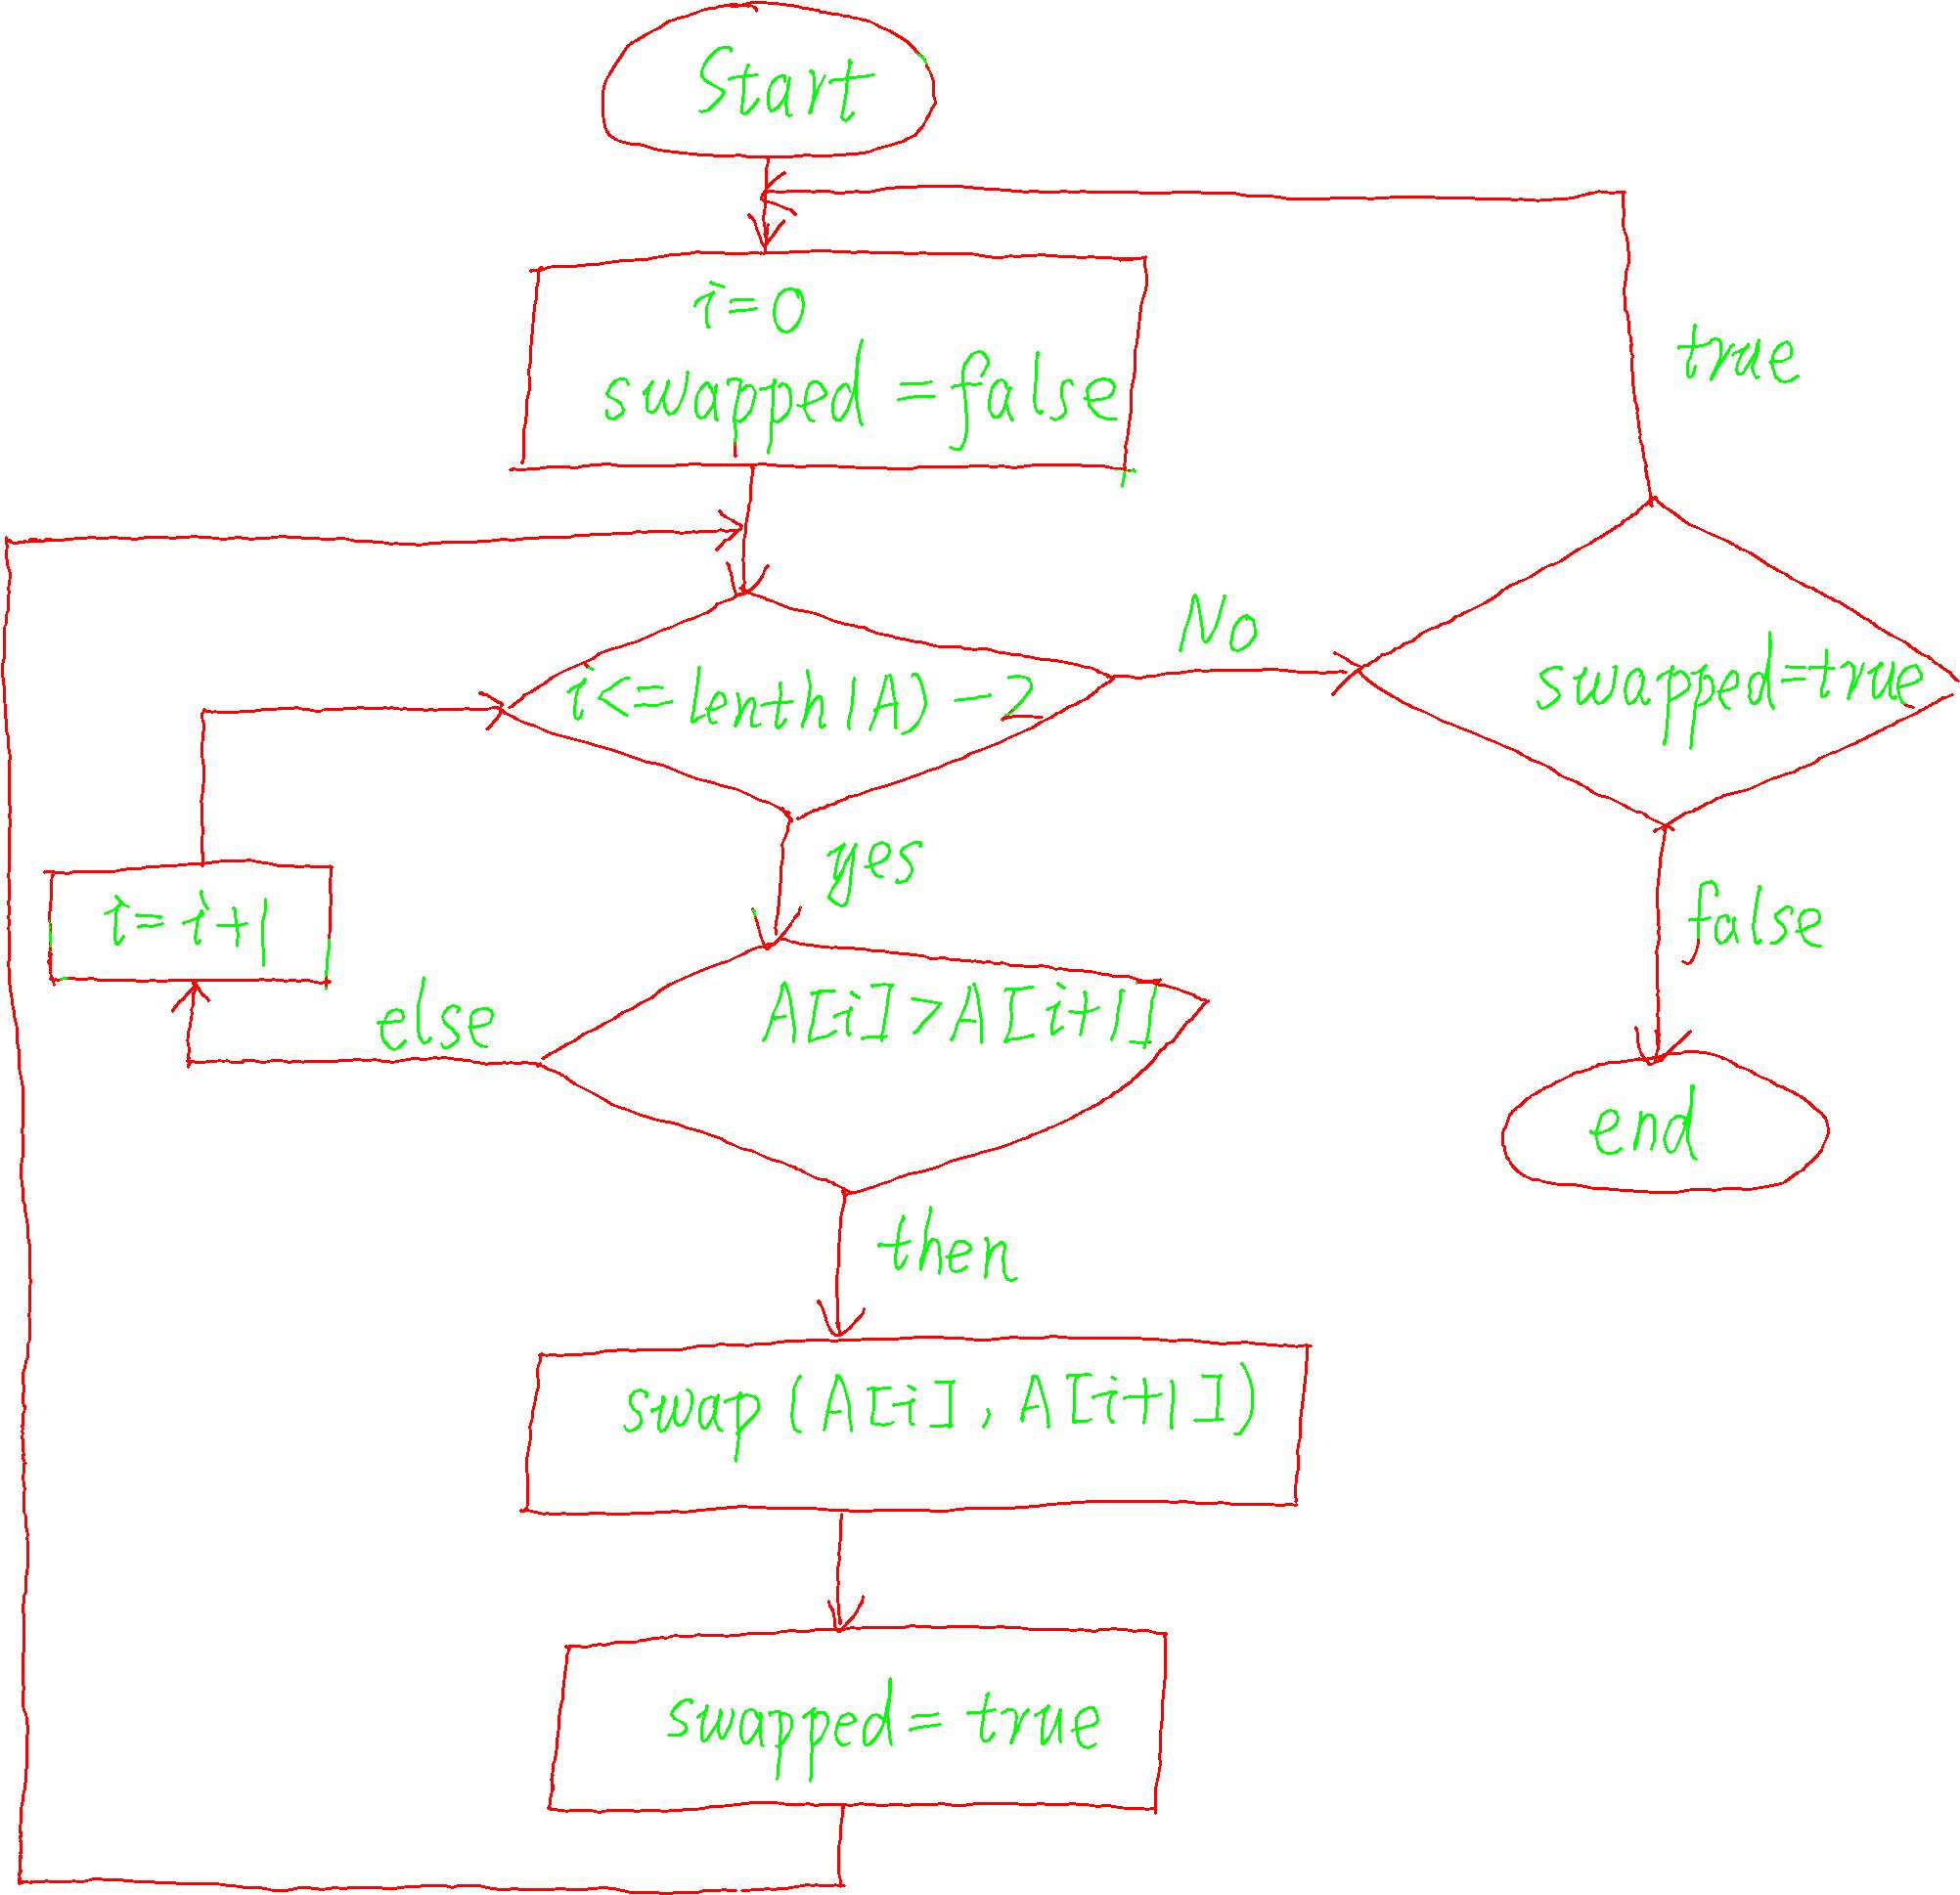 Start
i=0
swapped=false
true
No
i<=lenth(A)-2
swapped=true
yes
i=i+1
false
else
A[i]>A[i+1]
end
then
swap(A[i],A[i+1])
swapped=true